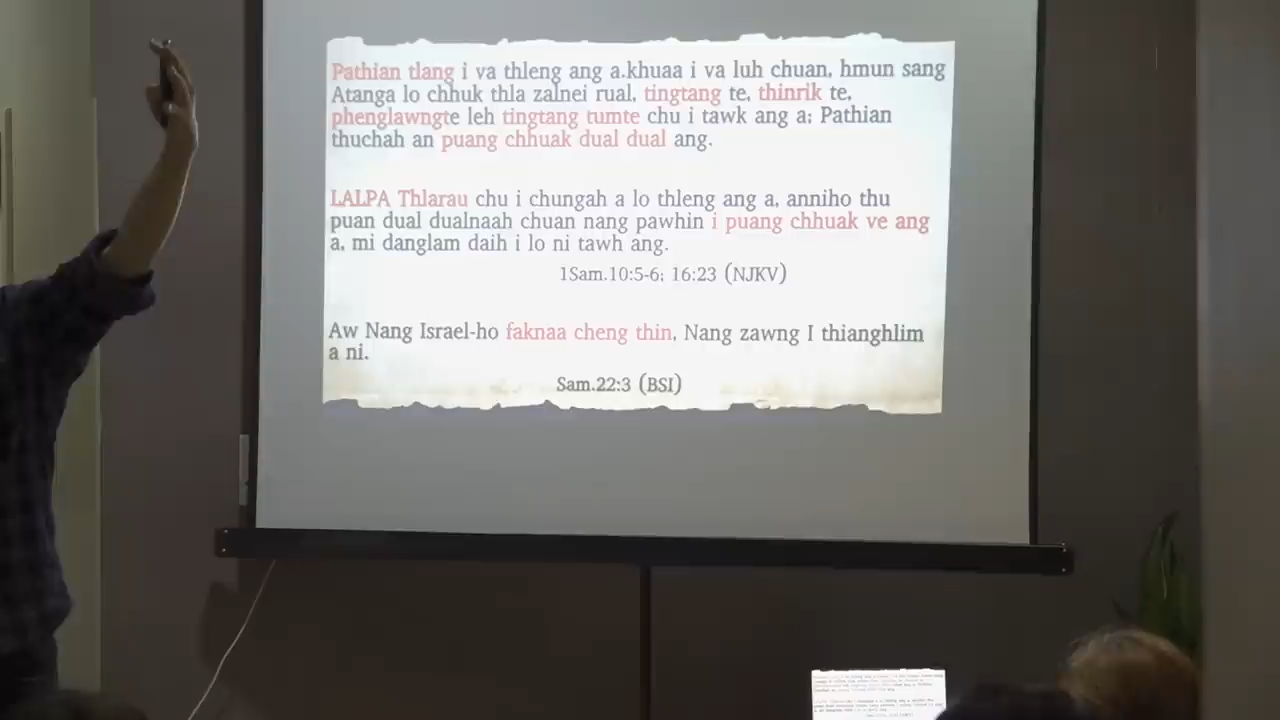 Pathian tlang i va thleng ang a.khuaa i va luh chuan, hmun sang
Atanga lo chhuk thla zalnei rual, tingtang te, thinrik te,
phenglawngte leh tingtang tumte chu i tawk ang a; Pathian
thuchah an puang chhuak dual dual ang.
LALPA Thlarau chu i chungah a lo thleng ang a, anniho thu
puan dual dualnaah chuan nang pawhin i puang chhuak ve ang
a, mi danglam daih i lo ni tawh ang.
1Sam.10:5-6; 16:23 (NJKV)
Aw Nang Israel-ho faknaa cheng thin, Nang zawng I thianghlim
a ni.
Sam.22:3 (BSI)